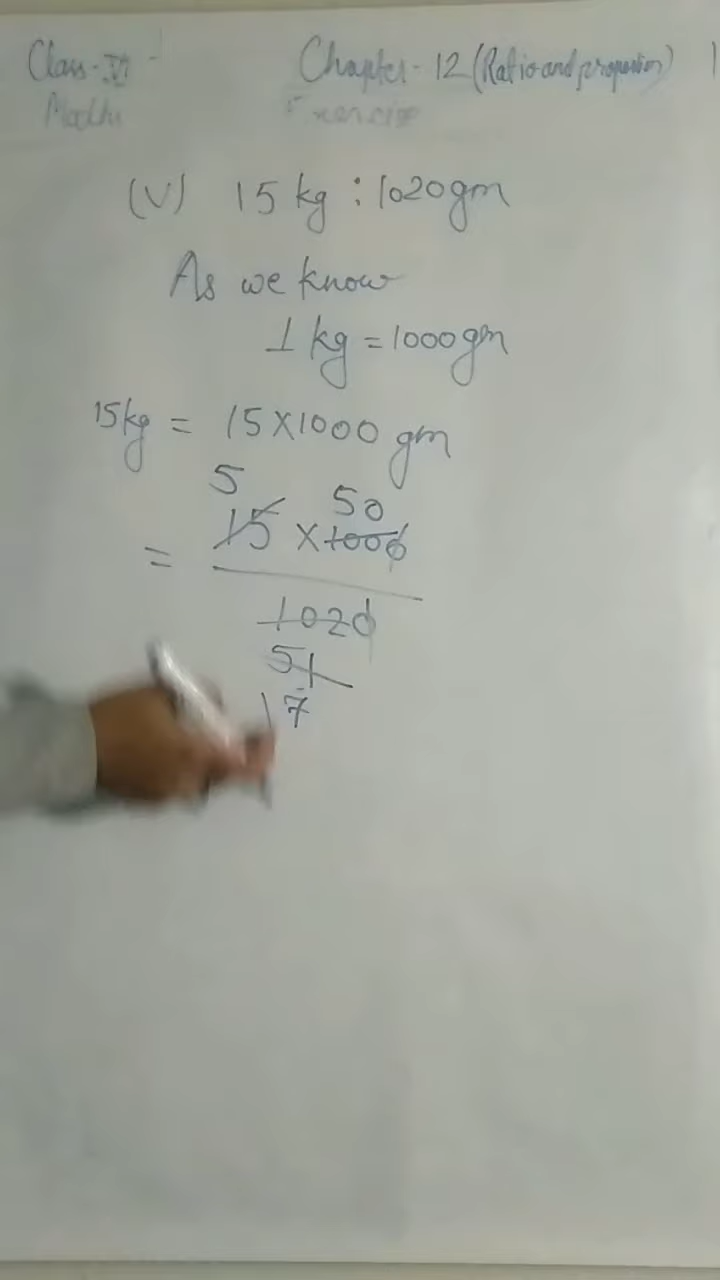 Class-VI Chapter-12 (Ratio and proportion)
Maths Exercise
(V) 15 kg : 1020 gm
As we know
1 kg = 1000 gm
15kg = 15×1000 gm
5 50
= 15 × 1000
1020
51
17